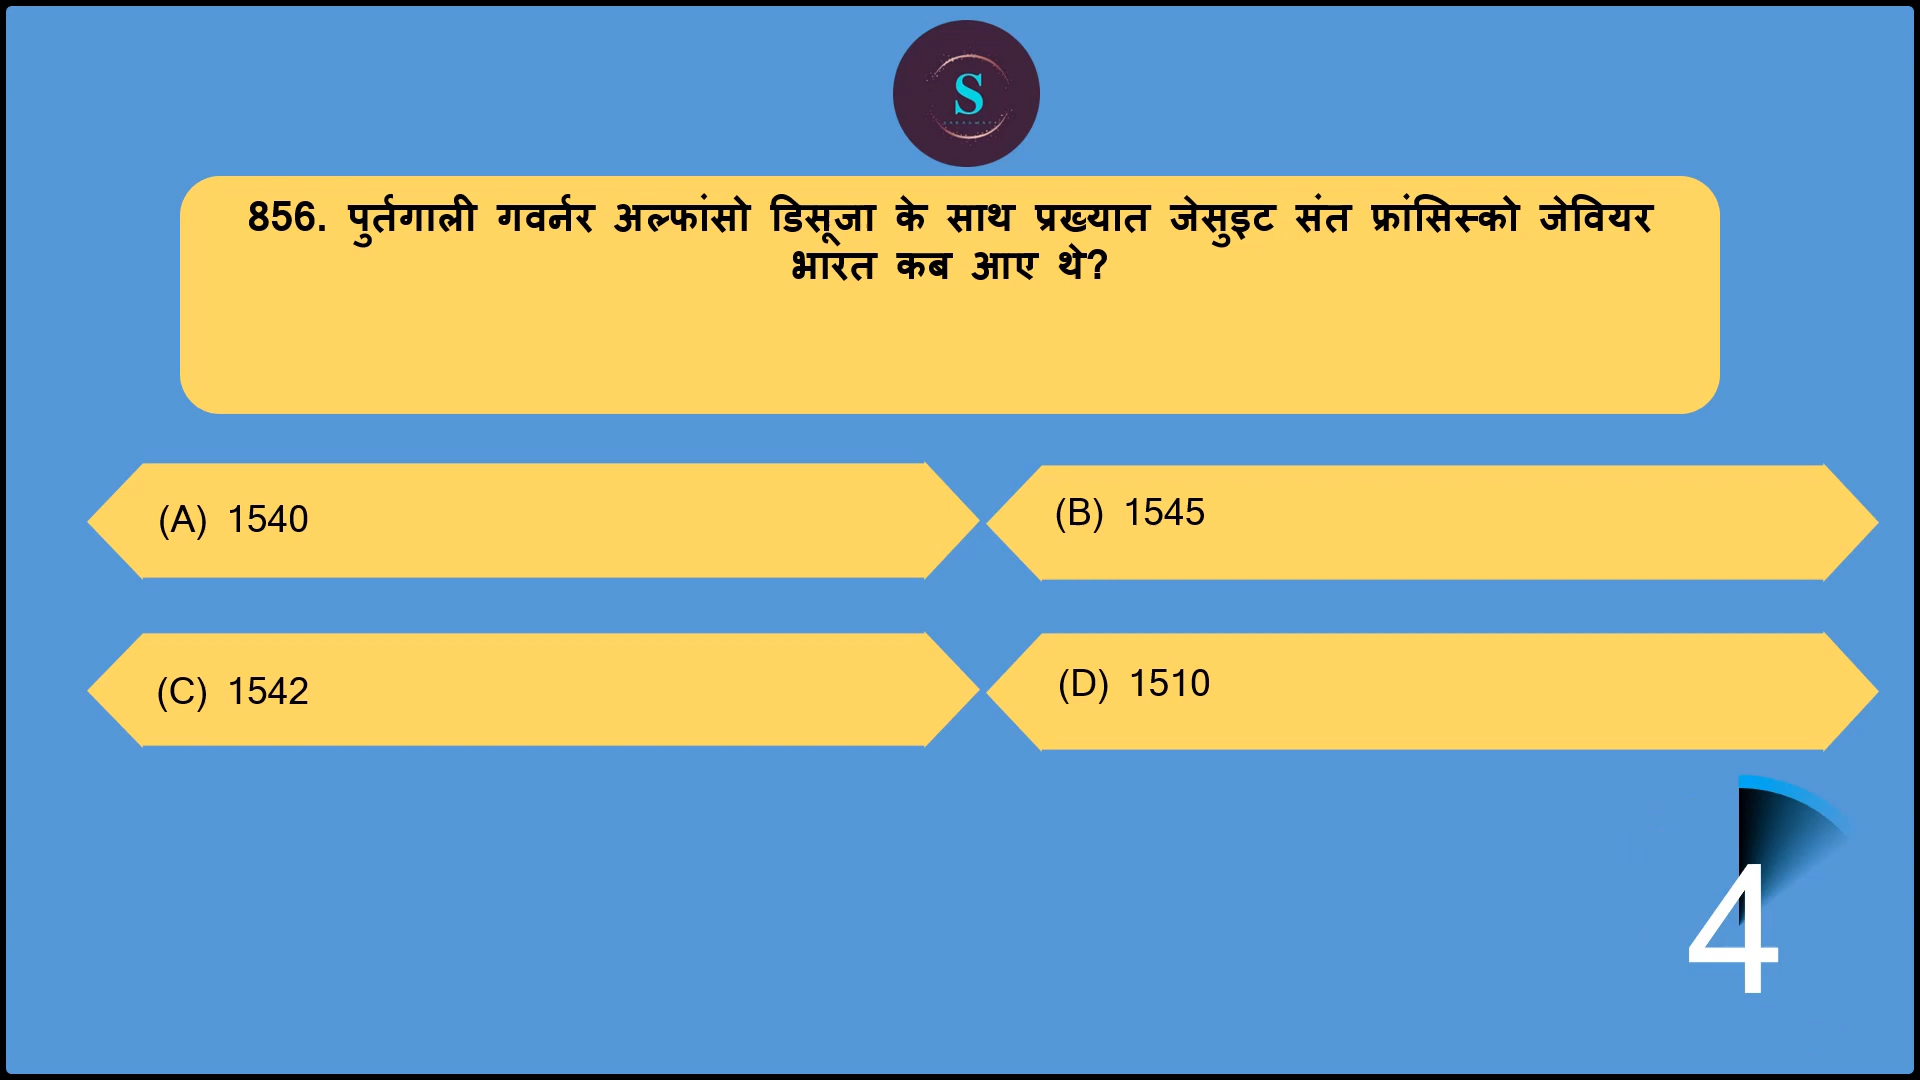 S
856. पुर्तगाली गवर्नर अल्फांसो डिसूजा के साथ प्रख्यात जेसुइट संत फ्रांसिस्को जेवियर
भारत कब आए थे?
(A) 1540
(B) 1545
(C) 1542
(D) 1510
4